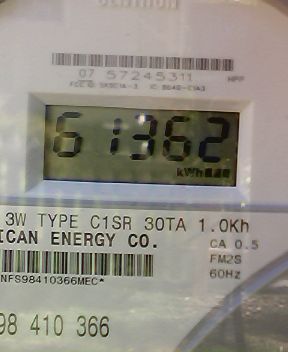 CENTRON
07 57245311
61362
kWh
3W TYPE C1SR 30TA 1.0Kh
ICAN ENERGY CO.
CA 0.5
FM2S
60Hz
NFS98410366MEC*
98 410 366